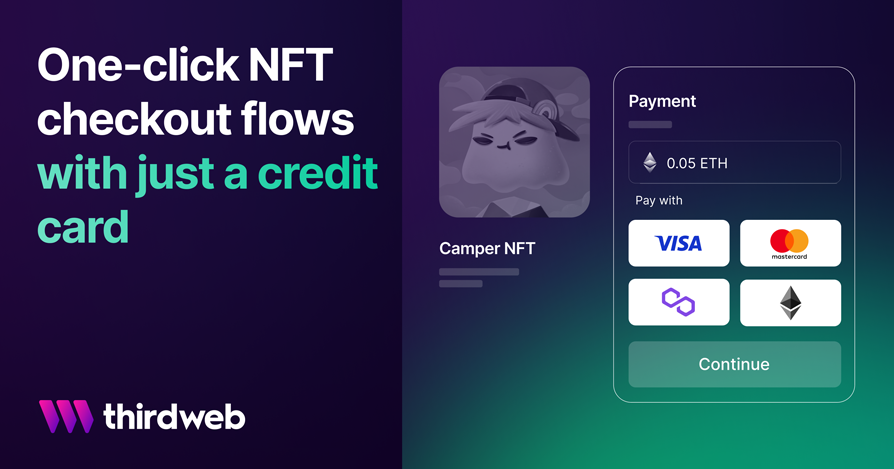 One-click NFT
checkout flows
with just a credit
card
thirdweb
Camper NFT
Payment
0.05 ETH
Pay with
VISA
mastercard
Continue